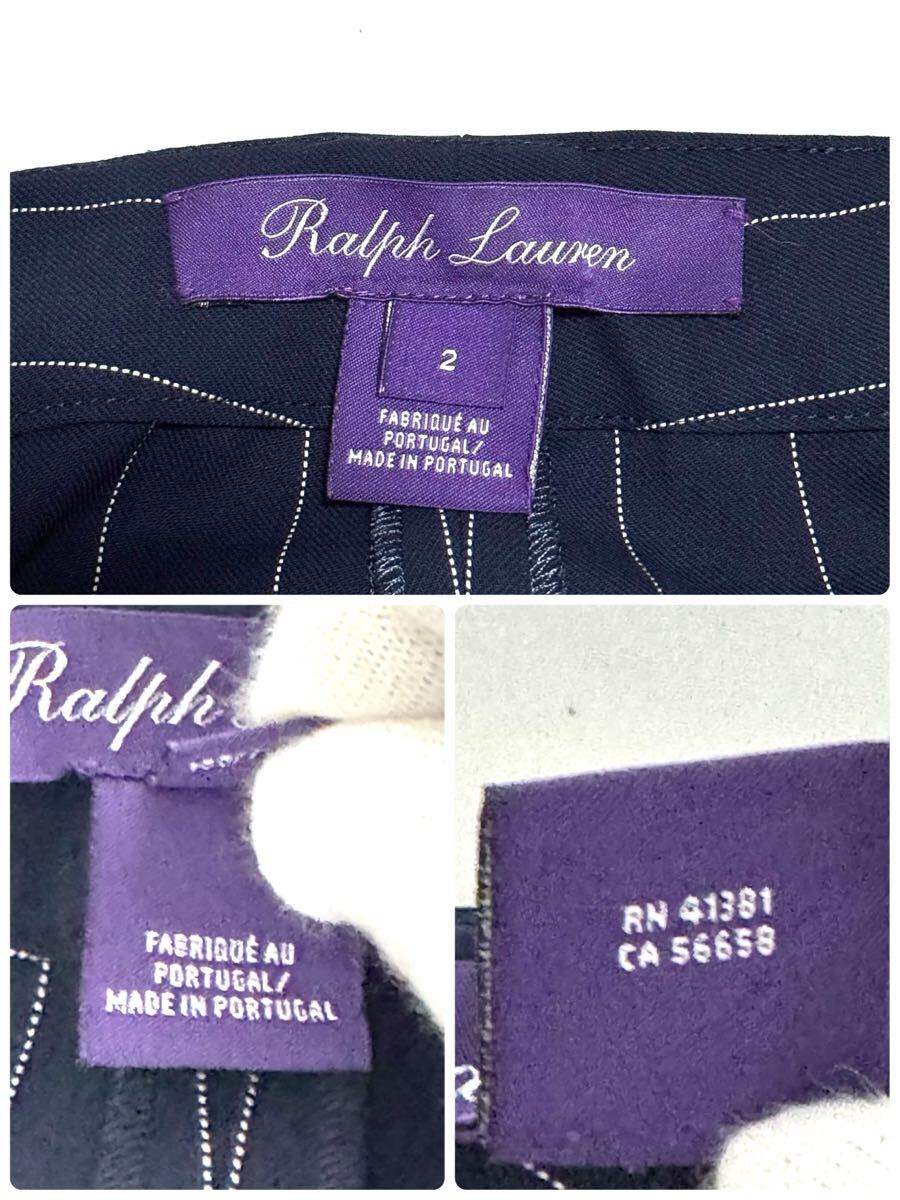 Ralph Lauren
2
FABRIQUÉ AU
PORTUGAL/
MADE IN PORTUGAL
Ralph
FABRIQUÉ AU
PORTUGAL/
MADE IN PORTUGAL
RN 41381
CA 56658
2